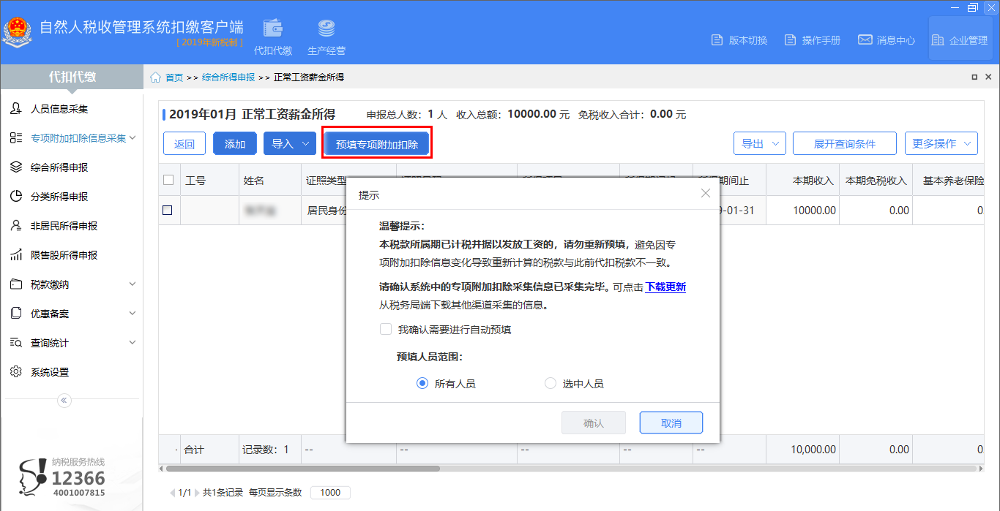 自然人税收管理系统扣缴客户端
[ 2019年新税制 ]
代扣代缴
生产经营
版本切换
操作手册
消息中心
企业管理
代扣代缴
首页 >> 综合所得申报 >> 正常工资薪金所得
人员信息采集
专项附加扣除信息采集
综合所得申报
分类所得申报
非居民所得申报
限售股所得申报
税款缴纳
优惠备案
查询统计
系统设置
纳税服务热线
12366
4001007815
2019年01月 正常工资薪金所得 申报总人数：1 人 收入总额：10000.00 元 免税收入合计：0.00 元
返回 添加 导入 预填专项附加扣除 导出 展开查询条件 更多操作
工号 姓名 证照类型 期间止 本期收入 本期免税收入 基本养老保险
居民身份 9-01-31 10000.00 0.00 0
提示
温馨提示：
本税款所属期已计税并据以发放工资的，请勿重新预填，避免因专
项附加扣除信息变化导致重新计算的税款与此前代扣税款不一致。
请确认系统中的专项附加扣除采集信息已采集完毕。可点击 下载更新
从税务局端下载其他渠道采集的信息。
我确认需要进行自动预填
预填人员范围：
所有人员 选中人员
确认 取消
合计 记录数：1 -- -- -- -- -- 10,000.00 0.00 0
1/1 共1条记录 每页显示条数 1000